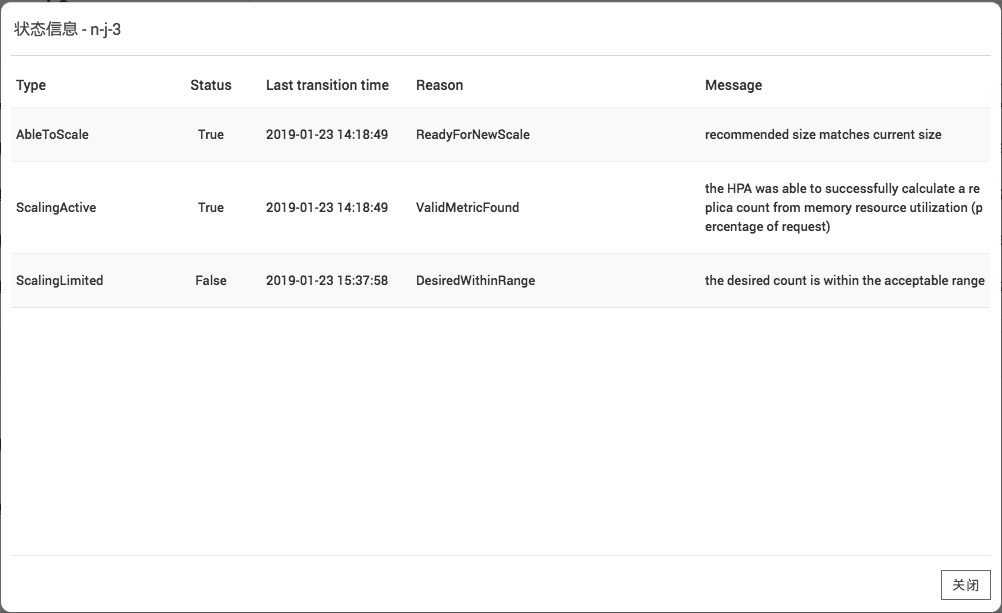 状态信息 - n-j-3
Type Status Last transition time Reason Message
AbleToScale True 2019-01-23 14:18:49 ReadyForNewScale recommended size matches current size
the HPA was able to successfully calculate a re
ScalingActive True 2019-01-23 14:18:49 ValidMetricFound plica count from memory resource utilization (p
ercentage of request)
ScalingLimited False 2019-01-23 15:37:58 DesiredWithinRange the desired count is within the acceptable range
关闭